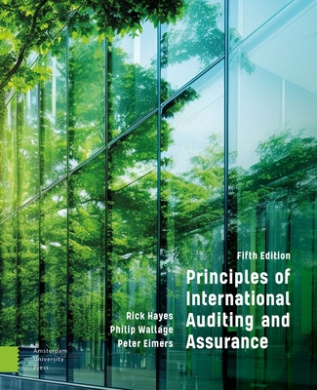 Fifth Edition
Principles of
International
Auditing and
Assurance
Rick Hayes
Philip Wallage
Peter Eimers
Amsterdam
University
Press